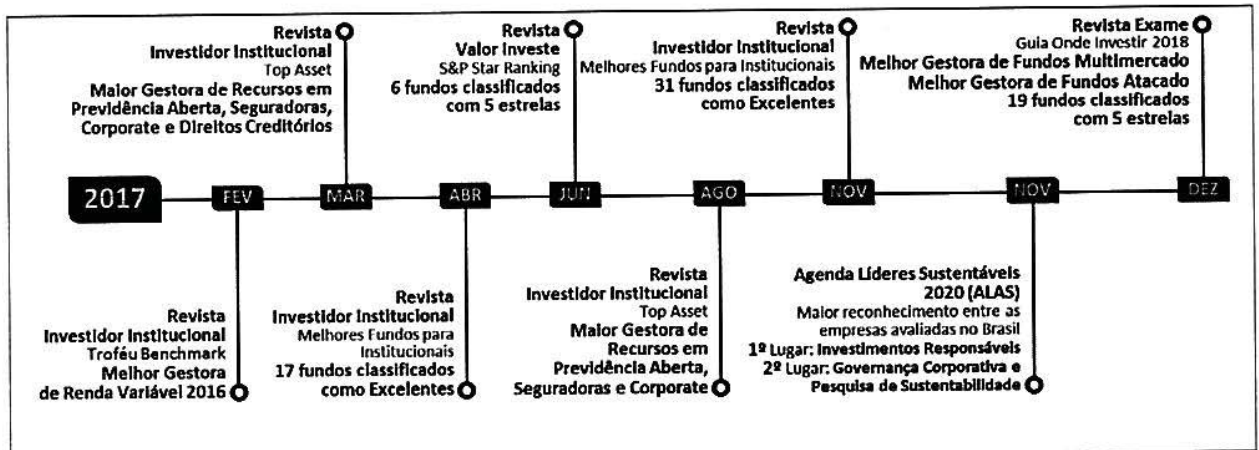 Revista
Investidor Institucional
Top Asset
Maior Gestora de Recursos em
Previdência Aberta, Seguradoras,
Corporate e Direitos Creditórios
Revista
Valor Investe
S&P Star Ranking
6 fundos classificados
com 5 estrelas
Revista
Investidor Institucional
Melhores Fundos para Institucionais
31 fundos classificados
como Excelentes
Revista Exame
Guia Onde Investir 2018
Melhor Gestora de Fundos Multimercado
Melhor Gestora de Fundos Atacado
19 fundos classificados
com 5 estrelas
2017
FEV
MAR
ABR
JUN
AGO
NOV
NOV
DEZ
Revista
Investidor Institucional
Troféu Benchmark
Melhor Gestora
de Renda Variável 2016
Revista
Investidor Institucional
Melhores Fundos para
Institucionais
17 fundos classificados
como Excelentes
Revista
Investidor Institucional
Top Asset
Maior Gestora de
Recursos em
Previdência Aberta,
Seguradoras e Corporate
Agenda Líderes Sustentáveis
2020 (ALAS)
Maior reconhecimento entre as
empresas avaliadas no Brasil
1º Lugar: Investimentos Responsáveis
2º Lugar: Governança Corporativa e
Pesquisa de Sustentabilidade